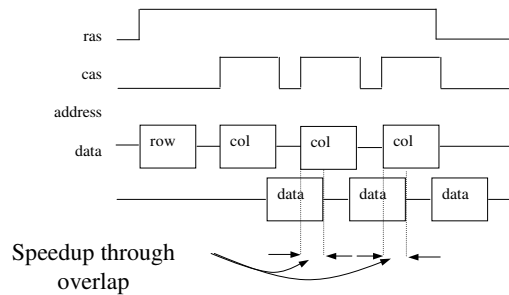 ras
cas
address
data
row col col col
data data data
Speedup through
overlap